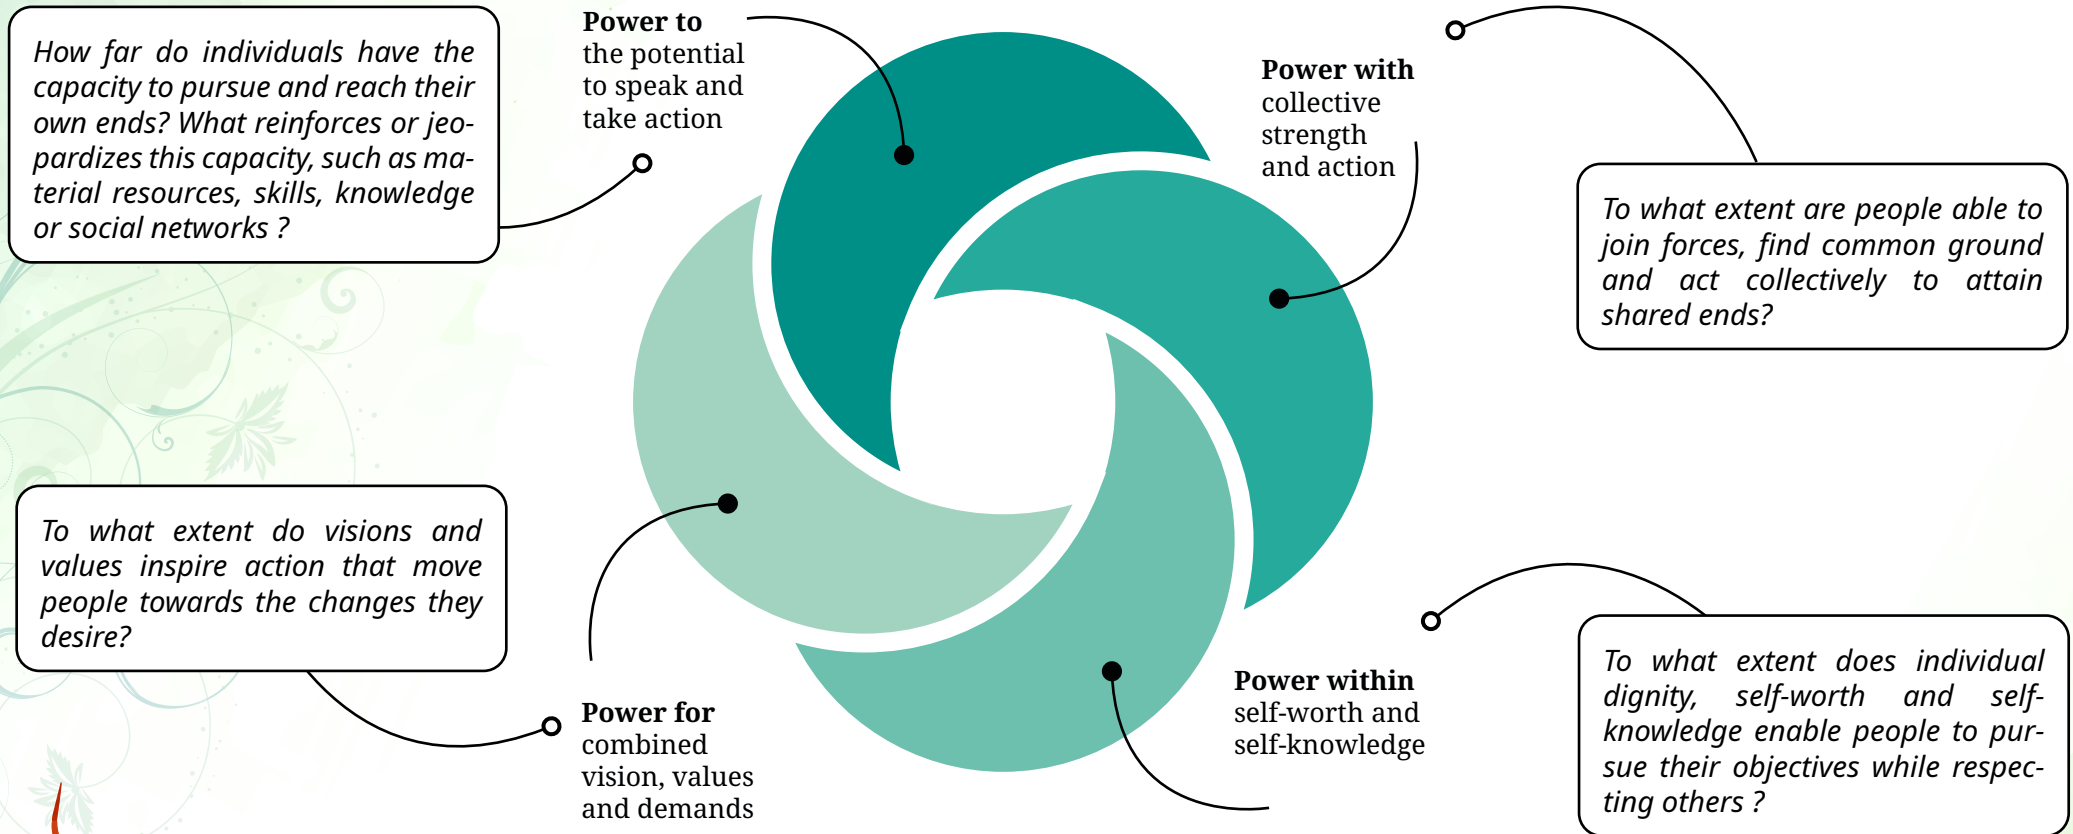 How far do individuals have the
capacity to pursue and reach their
own ends? What reinforces or jeo-
pardizes this capacity, such as ma-
terial resources, skills, knowledge
or social networks ?
Power to
the potential
to speak and
take action
Power with
collective
strength
and action
To what extent are people able to
join forces, find common ground
and act collectively to attain
shared ends?
To what extent do visions and
values inspire action that move
people towards the changes they
desire?
Power for
combined
vision, values
and demands
Power within
self-worth and
self-knowledge
To what extent does individual
dignity, self-worth and self-
knowledge enable people to pur-
sue their objectives while respec-
ting others ?